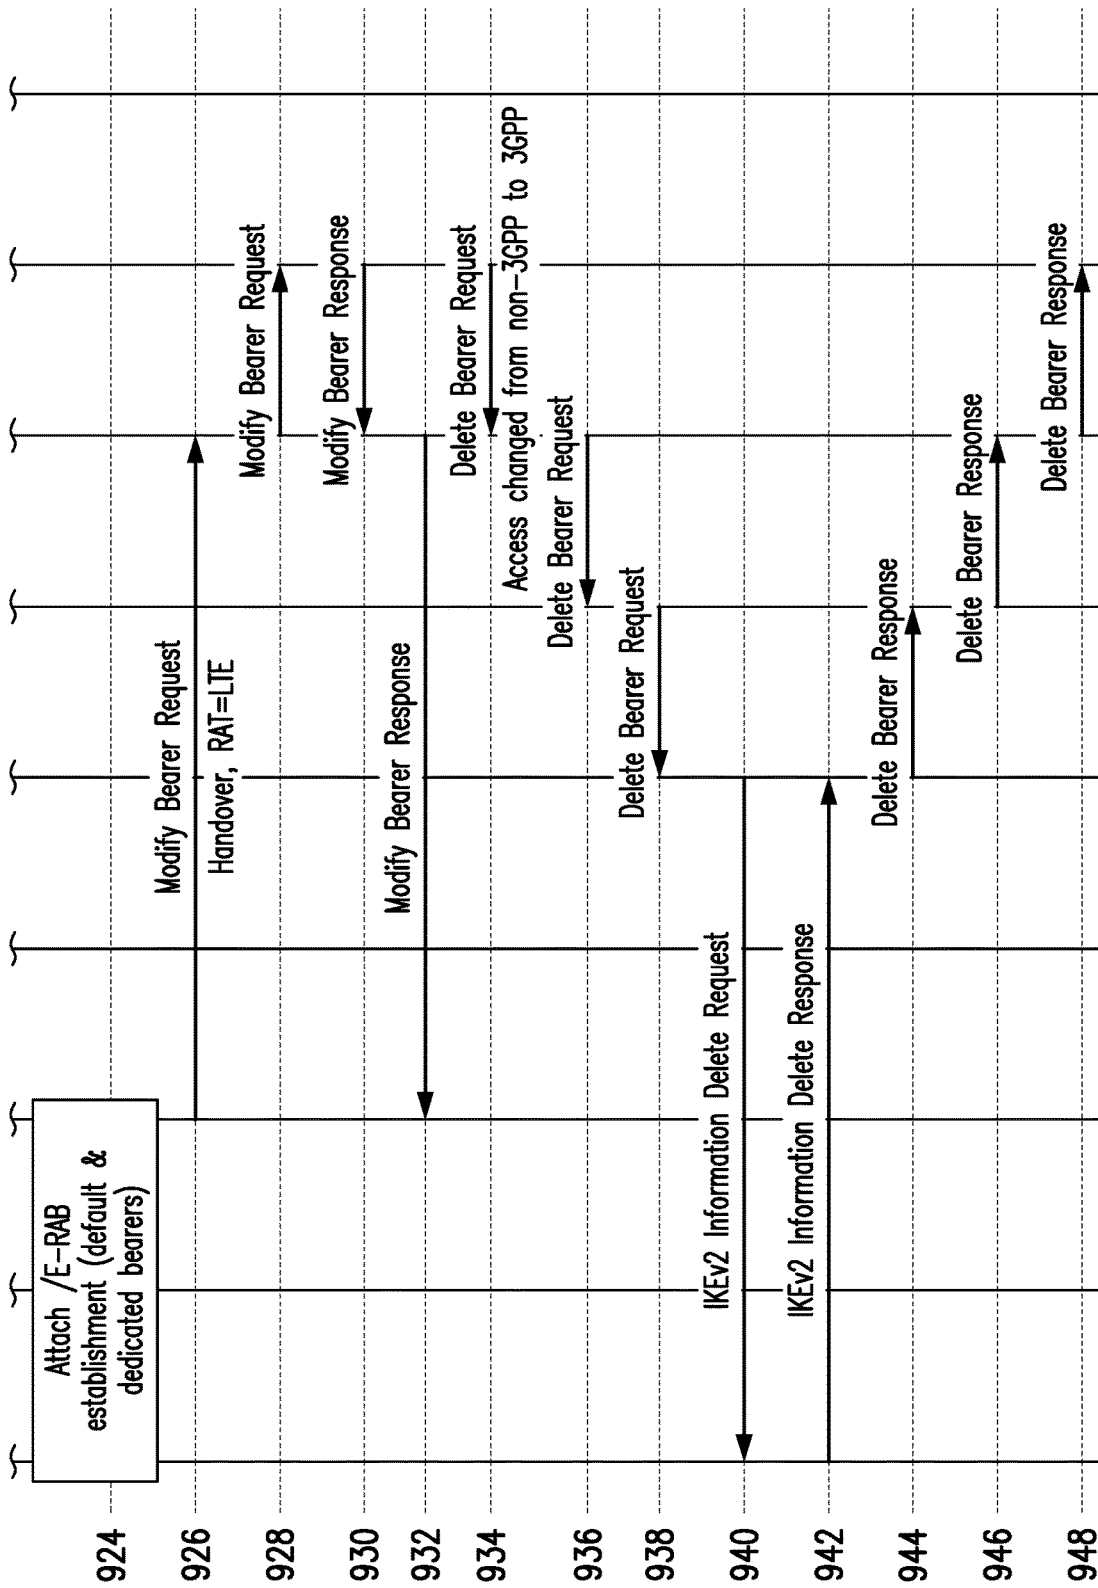 924
Attach /E-RAB
establishment (default &
dedicated bearers)
926
Modify Bearer Request
Handover, RAT=LTE
928
Modify Bearer Request
930
Modify Bearer Response
932
Modify Bearer Response
934
Delete Bearer Request
Access changed from non-3GPP to 3GPP
936
Delete Bearer Request
938
Delete Bearer Request
940
IKEv2 Information Delete Request
942
IKEv2 Information Delete Response
944
Delete Bearer Response
946
Delete Bearer Response
948
Delete Bearer Response